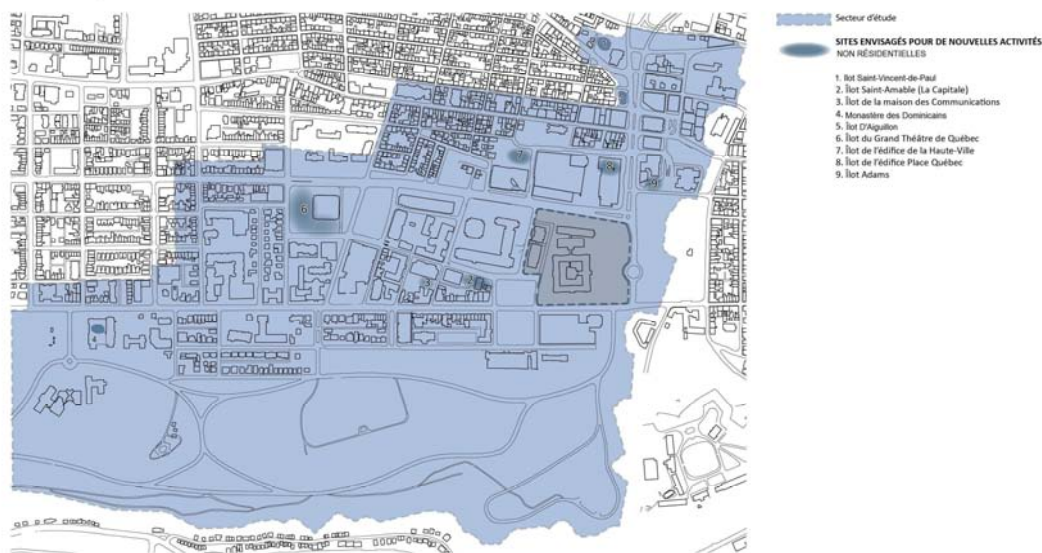 Secteur d'étude
SITES ENVISAGÉS POUR DE NOUVELLES ACTIVITÉS
NON RÉSIDENTIELLES
1. Ilot Saint-Vincent-de-Paul
2. Îlot Saint-Amable (La Capitale)
3. Îlot de la maison des Communications
4. Monastère des Dominicains
5. Îlot D'Aiguillon
6. Îlot du Grand Théâtre de Québec
7. Îlot de l'édifice de la Haute-Ville
8. Îlot de l'édifice Place Québec
9. Îlot Adams
7
8
6
4